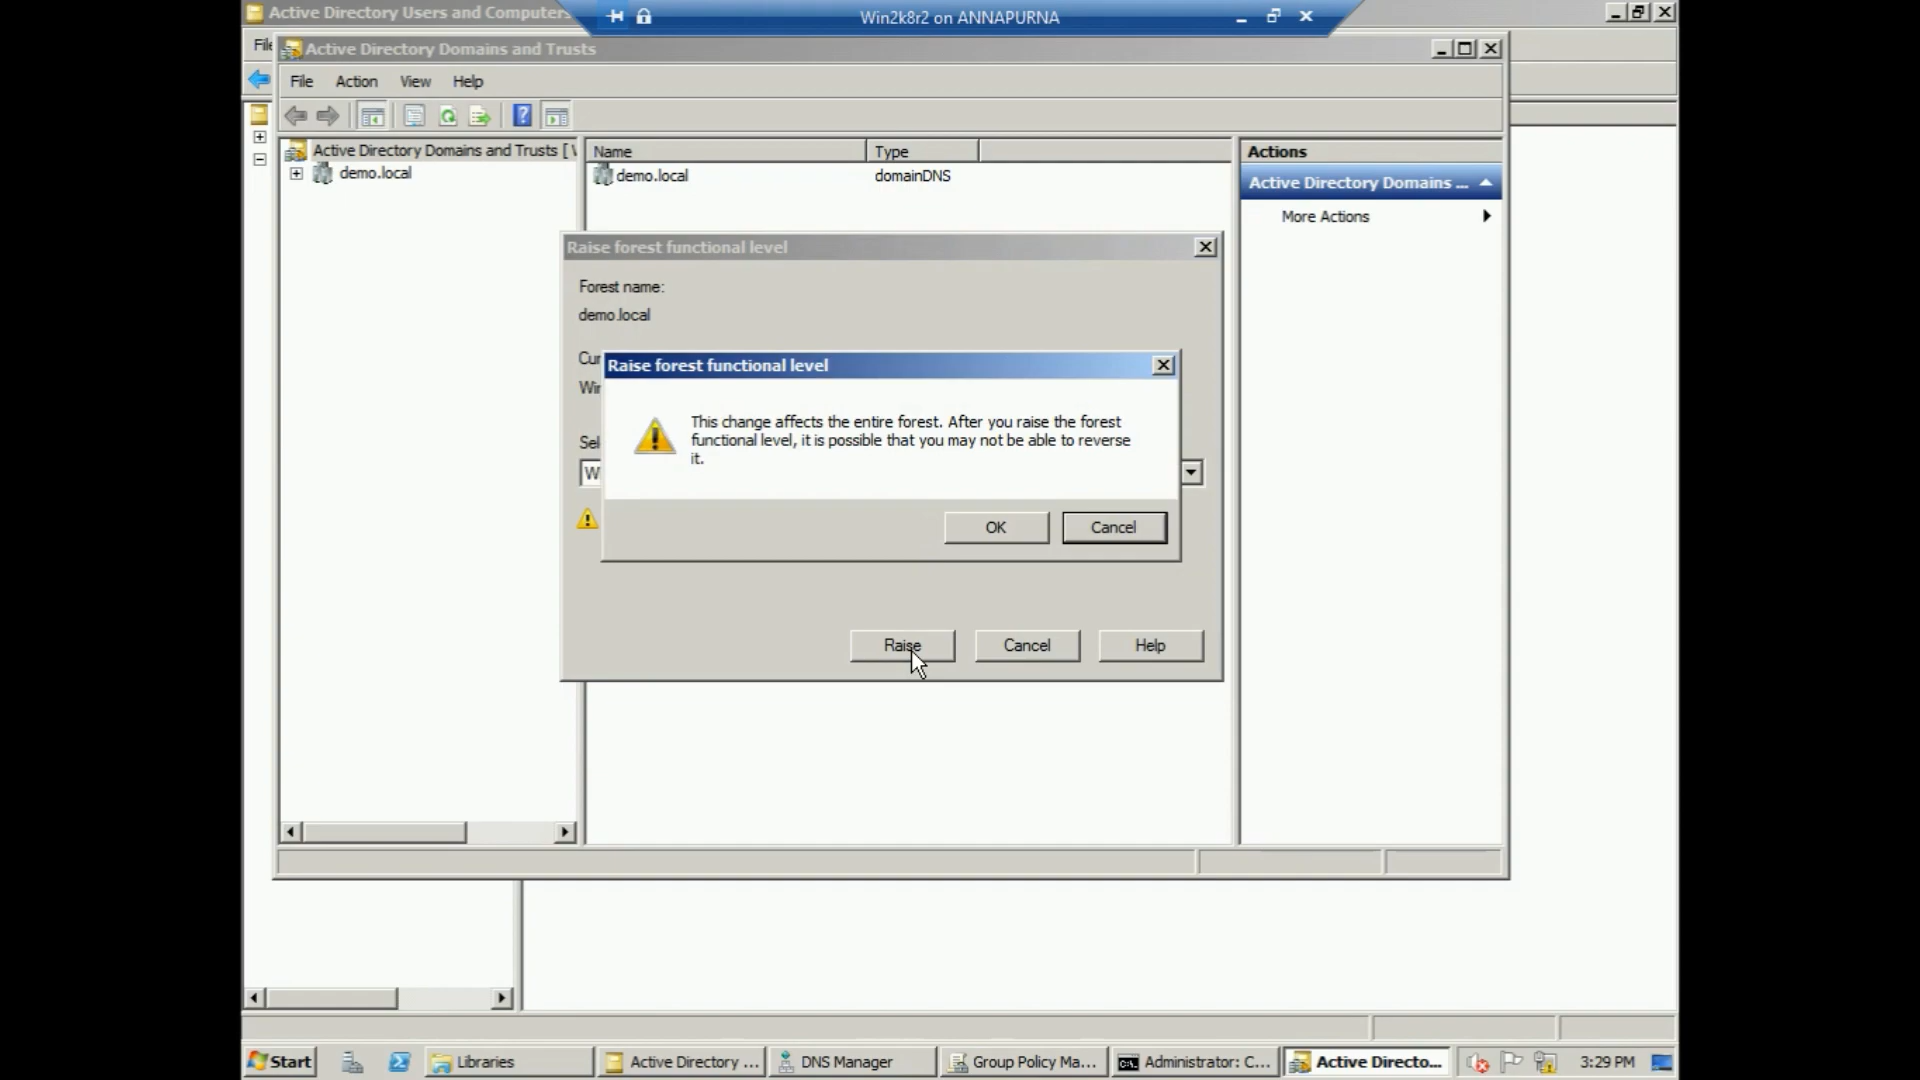 Active Directory Users and Computers
Win2k8r2 on ANNAPURNA
Active Directory Domains and Trusts
File Action View Help
Active Directory Domains and Trusts [
demo.local
Name Type
demo.local domainDNS
Actions
Active Directory Domains ...
More Actions
Raise forest functional level
Forest name:
demo.local
Raise forest functional level
This change affects the entire forest. After you raise the forest
functional level, it is possible that you may not be able to reverse
it.
OK Cancel
Raise Cancel Help
Start Libraries Active Directory ... DNS Manager Group Policy Ma... Administrator: C... Active Directo... 3:29 PM